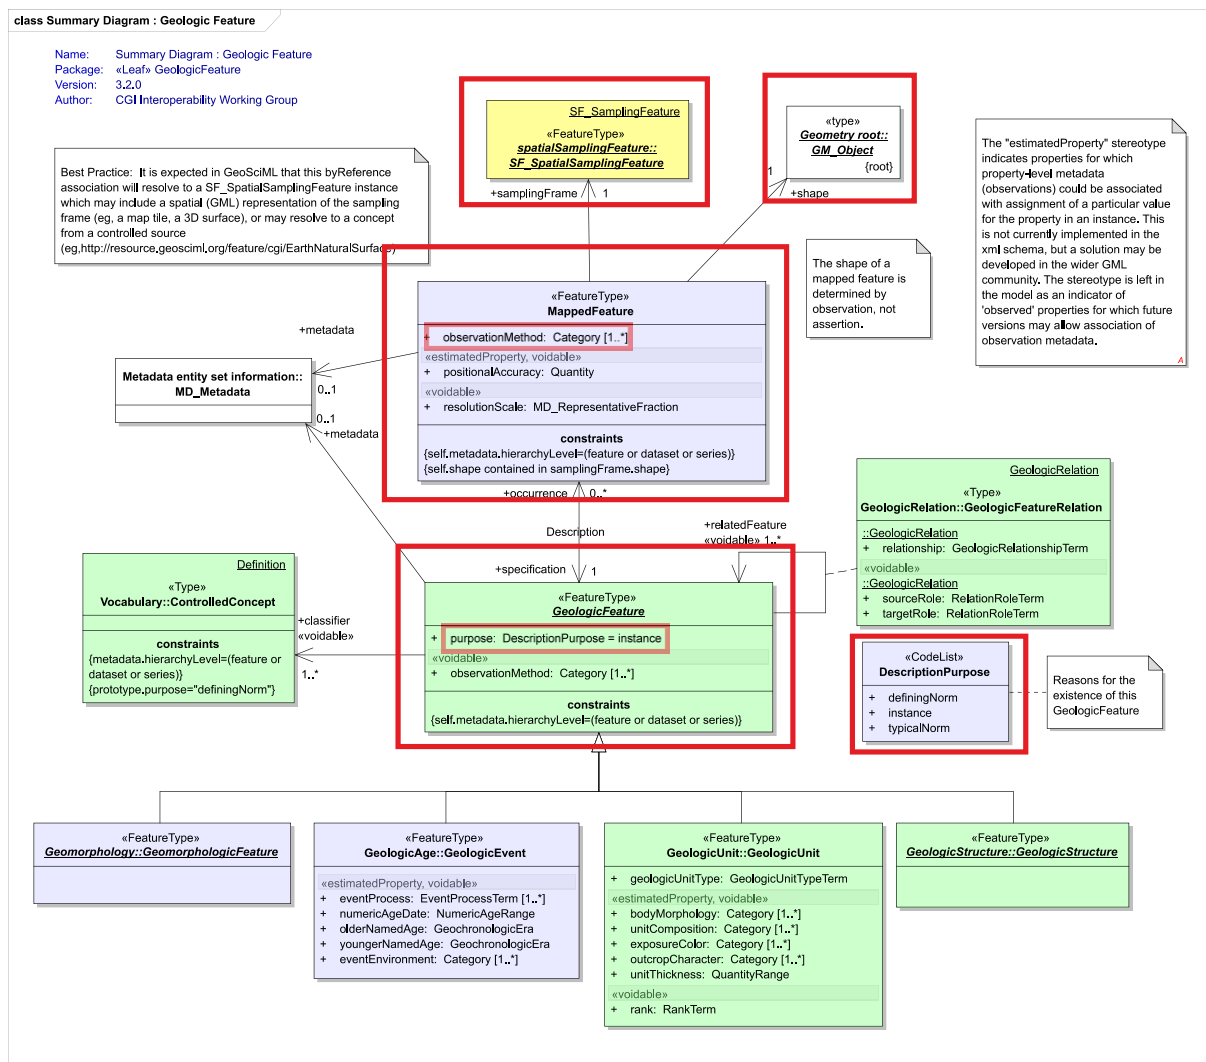 class Summary Diagram : Geologic Feature
Name: Summary Diagram : Geologic Feature
Package: «Leaf» GeologicFeature
Version: 3.2.0
Author: CGI Interoperability Working Group
SF_SamplingFeature
«FeatureType»
spatialSamplingFeature::
SF_SpatialSamplingFeature
+samplingFrame
1
«type»
Geometry root::
GM_Object
{root}
1
+shape
The "estimatedProperty" stereotype
indicates properties for which
property-level metadata
(observations) could be associated
with assignment of a particular value
for the property in an instance. This
is not currently implemented in the
xml schema, but a solution may be
developed in the wider GML
community. The stereotype is left in
the model as an indicator of
'observed' properties for which future
versions may allow association of
observation metadata.
A
Best Practice: It is expected in GeoSciML that this byReference
association will resolve to a SF_SpatialSamplingFeature instance
which may include a spatial (GML) representation of the sampling
frame (eg, a map tile, a 3D surface), or may resolve to a concept
from a controlled source
(eg,http://resource.geosciml.org/feature/cgi/EarthNaturalSurface)
The shape of a
mapped feature is
determined by
observation, not
assertion.
«FeatureType»
MappedFeature
+ observationMethod: Category [1..*]
«estimatedProperty, voidable»
+ positionalAccuracy: Quantity
«voidable»
+ resolutionScale: MD_RepresentativeFraction
constraints
{self.metadata.hierarchyLevel=(feature or dataset or series)}
{self.shape contained in samplingFrame.shape}
+metadata
0..1
Metadata entity set information::
MD_Metadata
0..1
+metadata
+occurrence
0..*
Description
+specification
1
+relatedFeature
«voidable» 1..*
GeologicRelation
«Type»
GeologicRelation::GeologicFeatureRelation
::GeologicRelation
+ relationship: GeologicRelationshipTerm
«voidable»
::GeologicRelation
+ sourceRole: RelationRoleTerm
+ targetRole: RelationRoleTerm
Definition
«Type»
Vocabulary::ControlledConcept
constraints
{metadata.hierarchyLevel=(feature or
dataset or series)}
{prototype.purpose="definingNorm"}
+classifier
«voidable»
1..*
«FeatureType»
GeologicFeature
+ purpose: DescriptionPurpose = instance
«voidable»
+ observationMethod: Category [1..*]
constraints
{self.metadata.hierarchyLevel=(feature or dataset or series)}
«CodeList»
DescriptionPurpose
+ definingNorm
+ instance
+ typicalNorm
Reasons for the
existence of this
GeologicFeature
«FeatureType»
Geomorphology::GeomorphologicFeature
«FeatureType»
GeologicAge::GeologicEvent
«estimatedProperty, voidable»
+ eventProcess: EventProcessTerm [1..*]
+ numericAgeDate: NumericAgeRange
+ olderNamedAge: GeochronologicEra
+ youngerNamedAge: GeochronologicEra
+ eventEnvironment: Category [1..*]
«FeatureType»
GeologicUnit::GeologicUnit
+ geologicUnitType: GeologicUnitTypeTerm
«estimatedProperty, voidable»
+ bodyMorphology: Category [1..*]
+ unitComposition: Category [1..*]
+ exposureColor: Category [1..*]
+ outcropCharacter: Category [1..*]
+ unitThickness: QuantityRange
«voidable»
+ rank: RankTerm
«FeatureType»
GeologicStructure::GeologicStructure